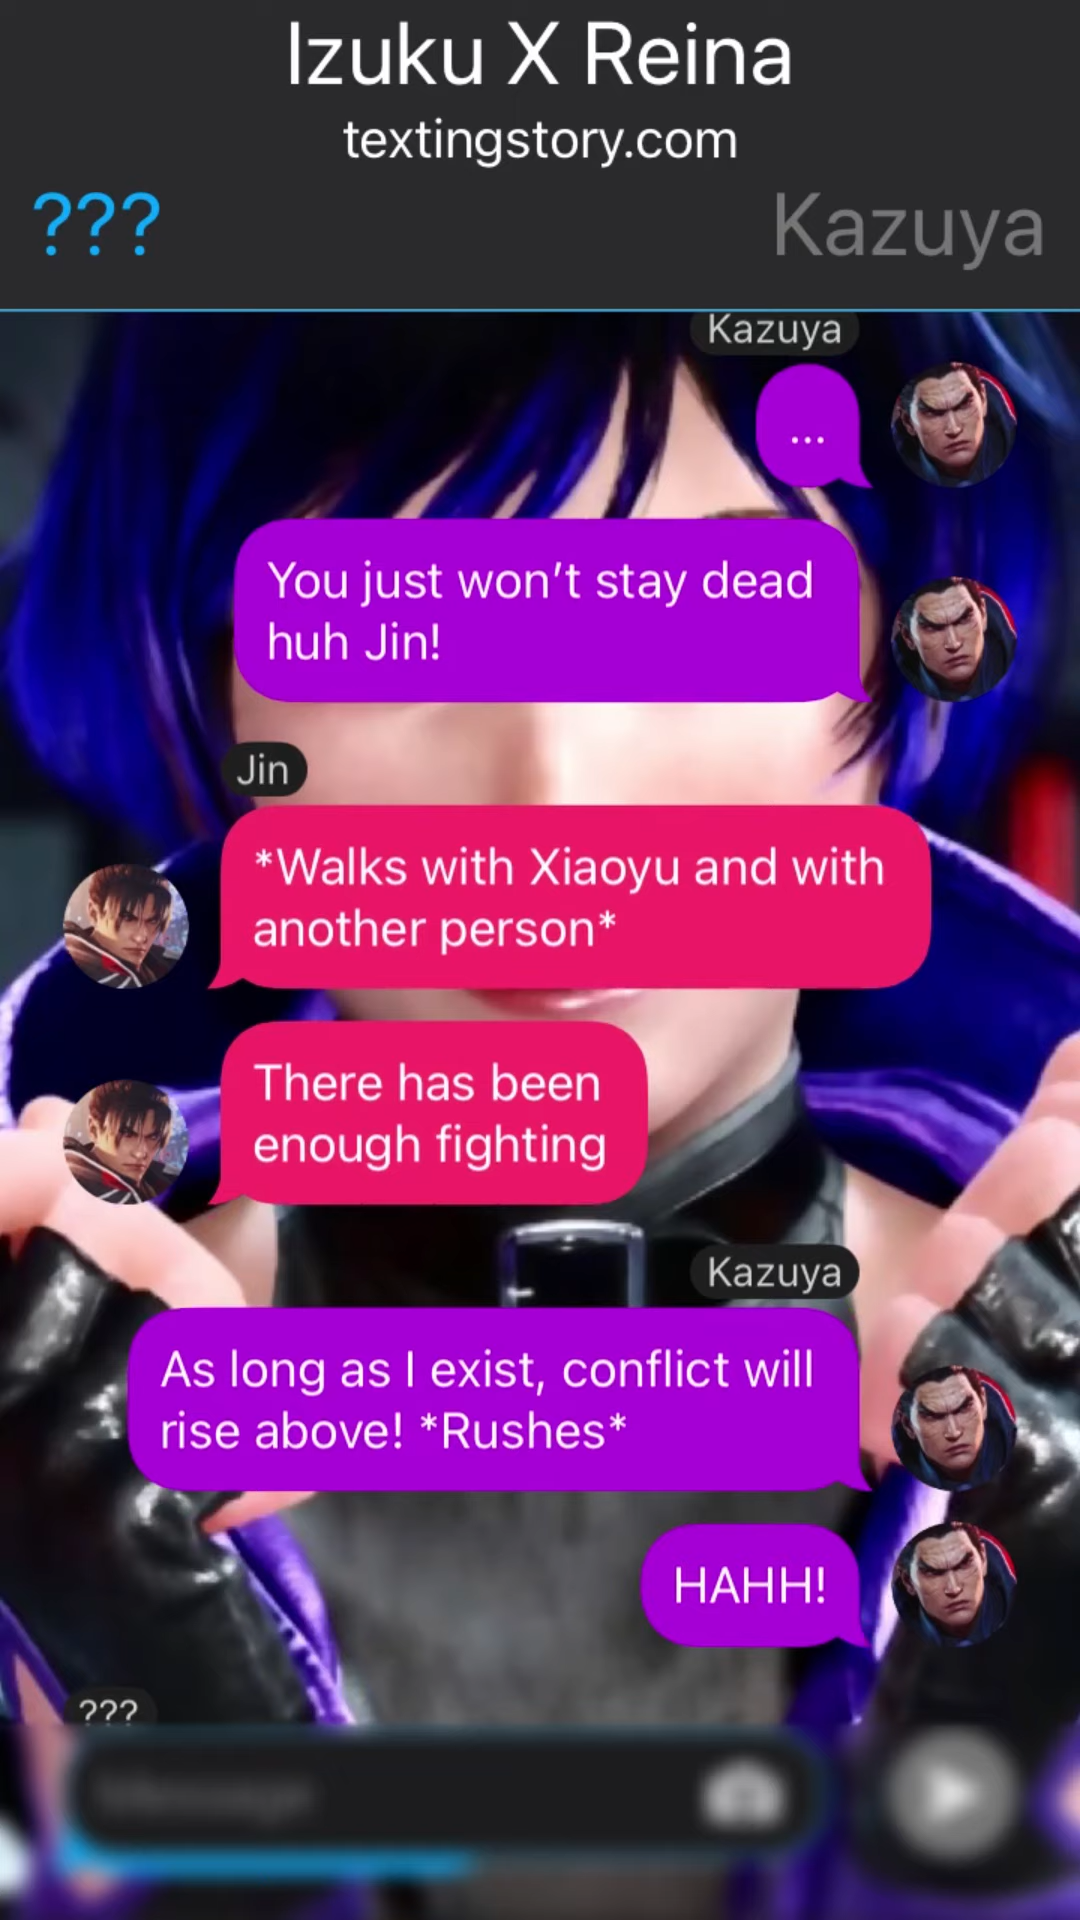 Izuku X Reina
textingstory.com
???
Kazuya
Kazuya
...
You just won't stay dead
huh Jin!
Jin
*Walks with Xiaoyu and with
another person*
There has been
enough fighting
Kazuya
As long as I exist, conflict will
rise above! *Rushes*
HAHH!
???